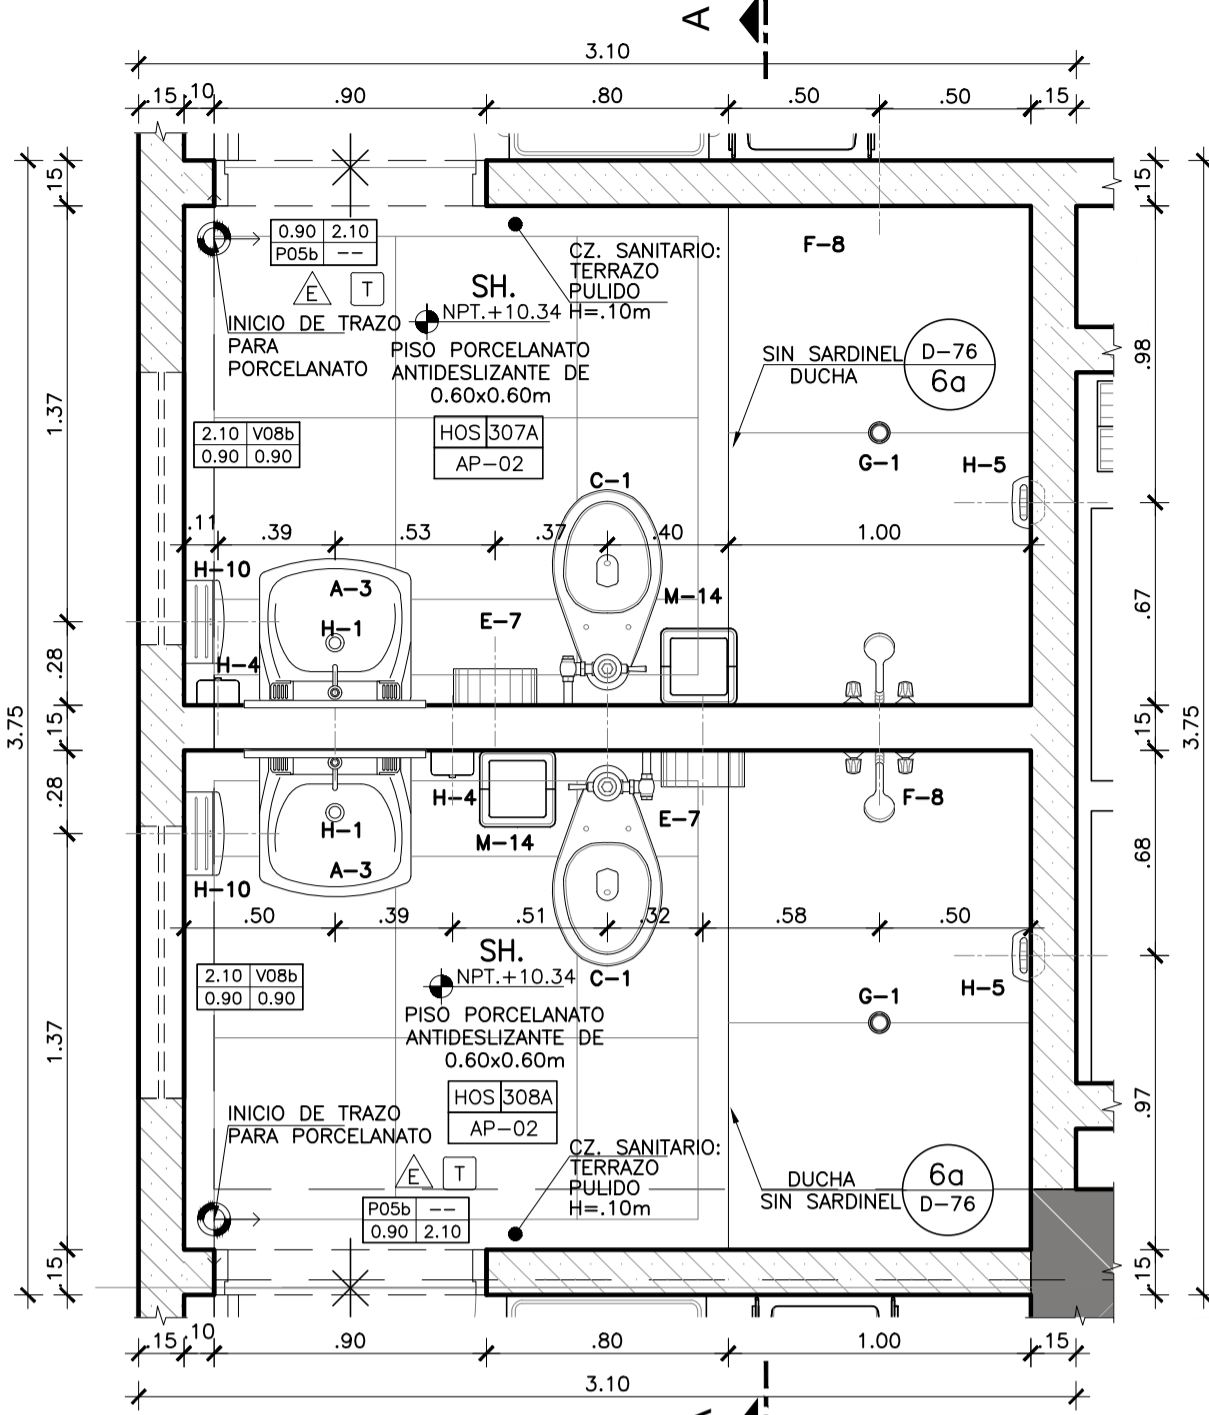 A
3.10
.15 .10 .90 .80 .50 .50 .15
.15
.15
0.90 2.10
P05b --
E T
SH.
NPT.+10.34
CZ. SANITARIO:
TERRAZO
PULIDO
H=.10m
F-8
INICIO DE TRAZO
PARA
PORCELANATO
PISO PORCELANATO
ANTIDESLIZANTE DE
0.60x0.60m
SIN SARDINEL
DUCHA
D-76
6a
.98
1.37
2.10 V08b
0.90 0.90
HOS 307A
AP-02
C-1
G-1
H-5
.11 .39 .53 .37 .40 1.00
H-10
A-3
H-1
E-7
M-14
.67
H-4
.28
3.75
.15
.15
3.75
.28
H-4
E-7
F-8
H-1
A-3
M-14
H-10
.68
.50 .39 .51 .32 .58 .50
SH.
NPT.+10.34
C-1
2.10 V08b
0.90 0.90
G-1
H-5
PISO PORCELANATO
ANTIDESLIZANTE DE
0.60x0.60m
1.37
HOS 308A
AP-02
.97
INICIO DE TRAZO
PARA PORCELANATO
CZ. SANITARIO:
TERRAZO
PULIDO
H=.10m
E T
DUCHA
SIN SARDINEL
6a
D-76
P05b --
0.90 2.10
.15
.15
.15 .10 .90 .80 1.00 .15
3.10